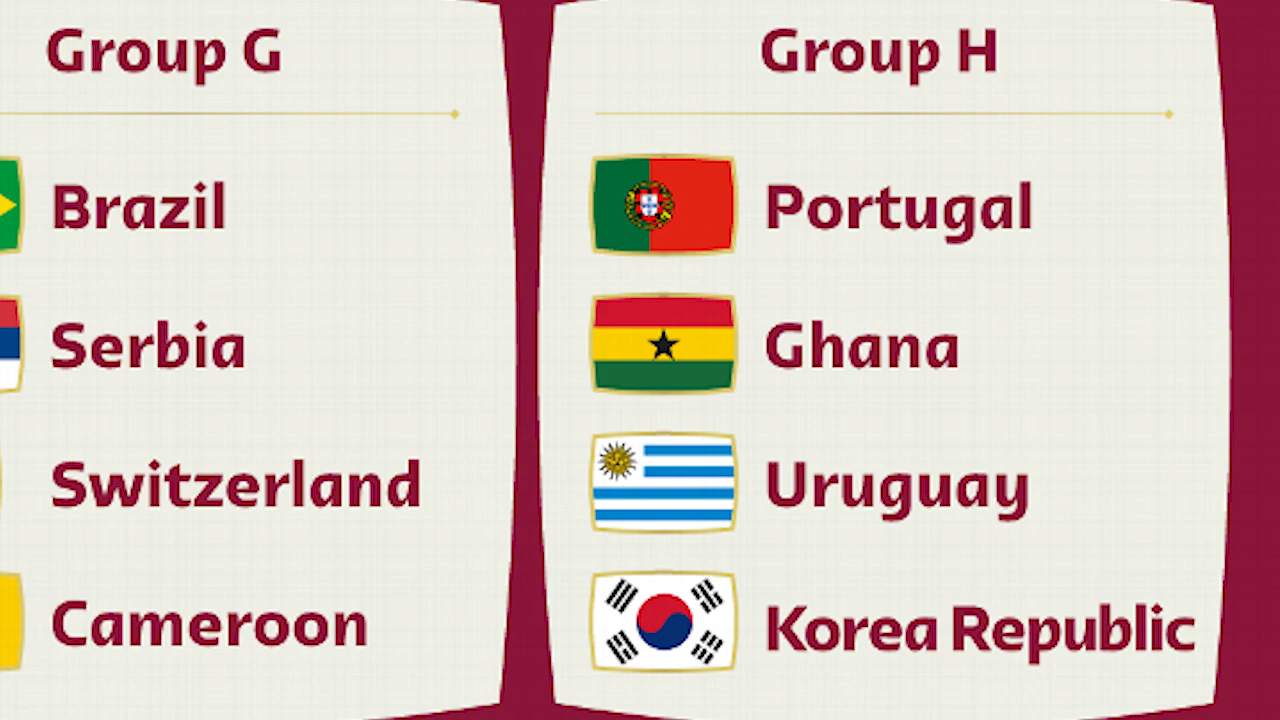 Group G
Brazil
Serbia
Switzerland
Cameroon
Group H
Portugal
Ghana
Uruguay
Korea Republic